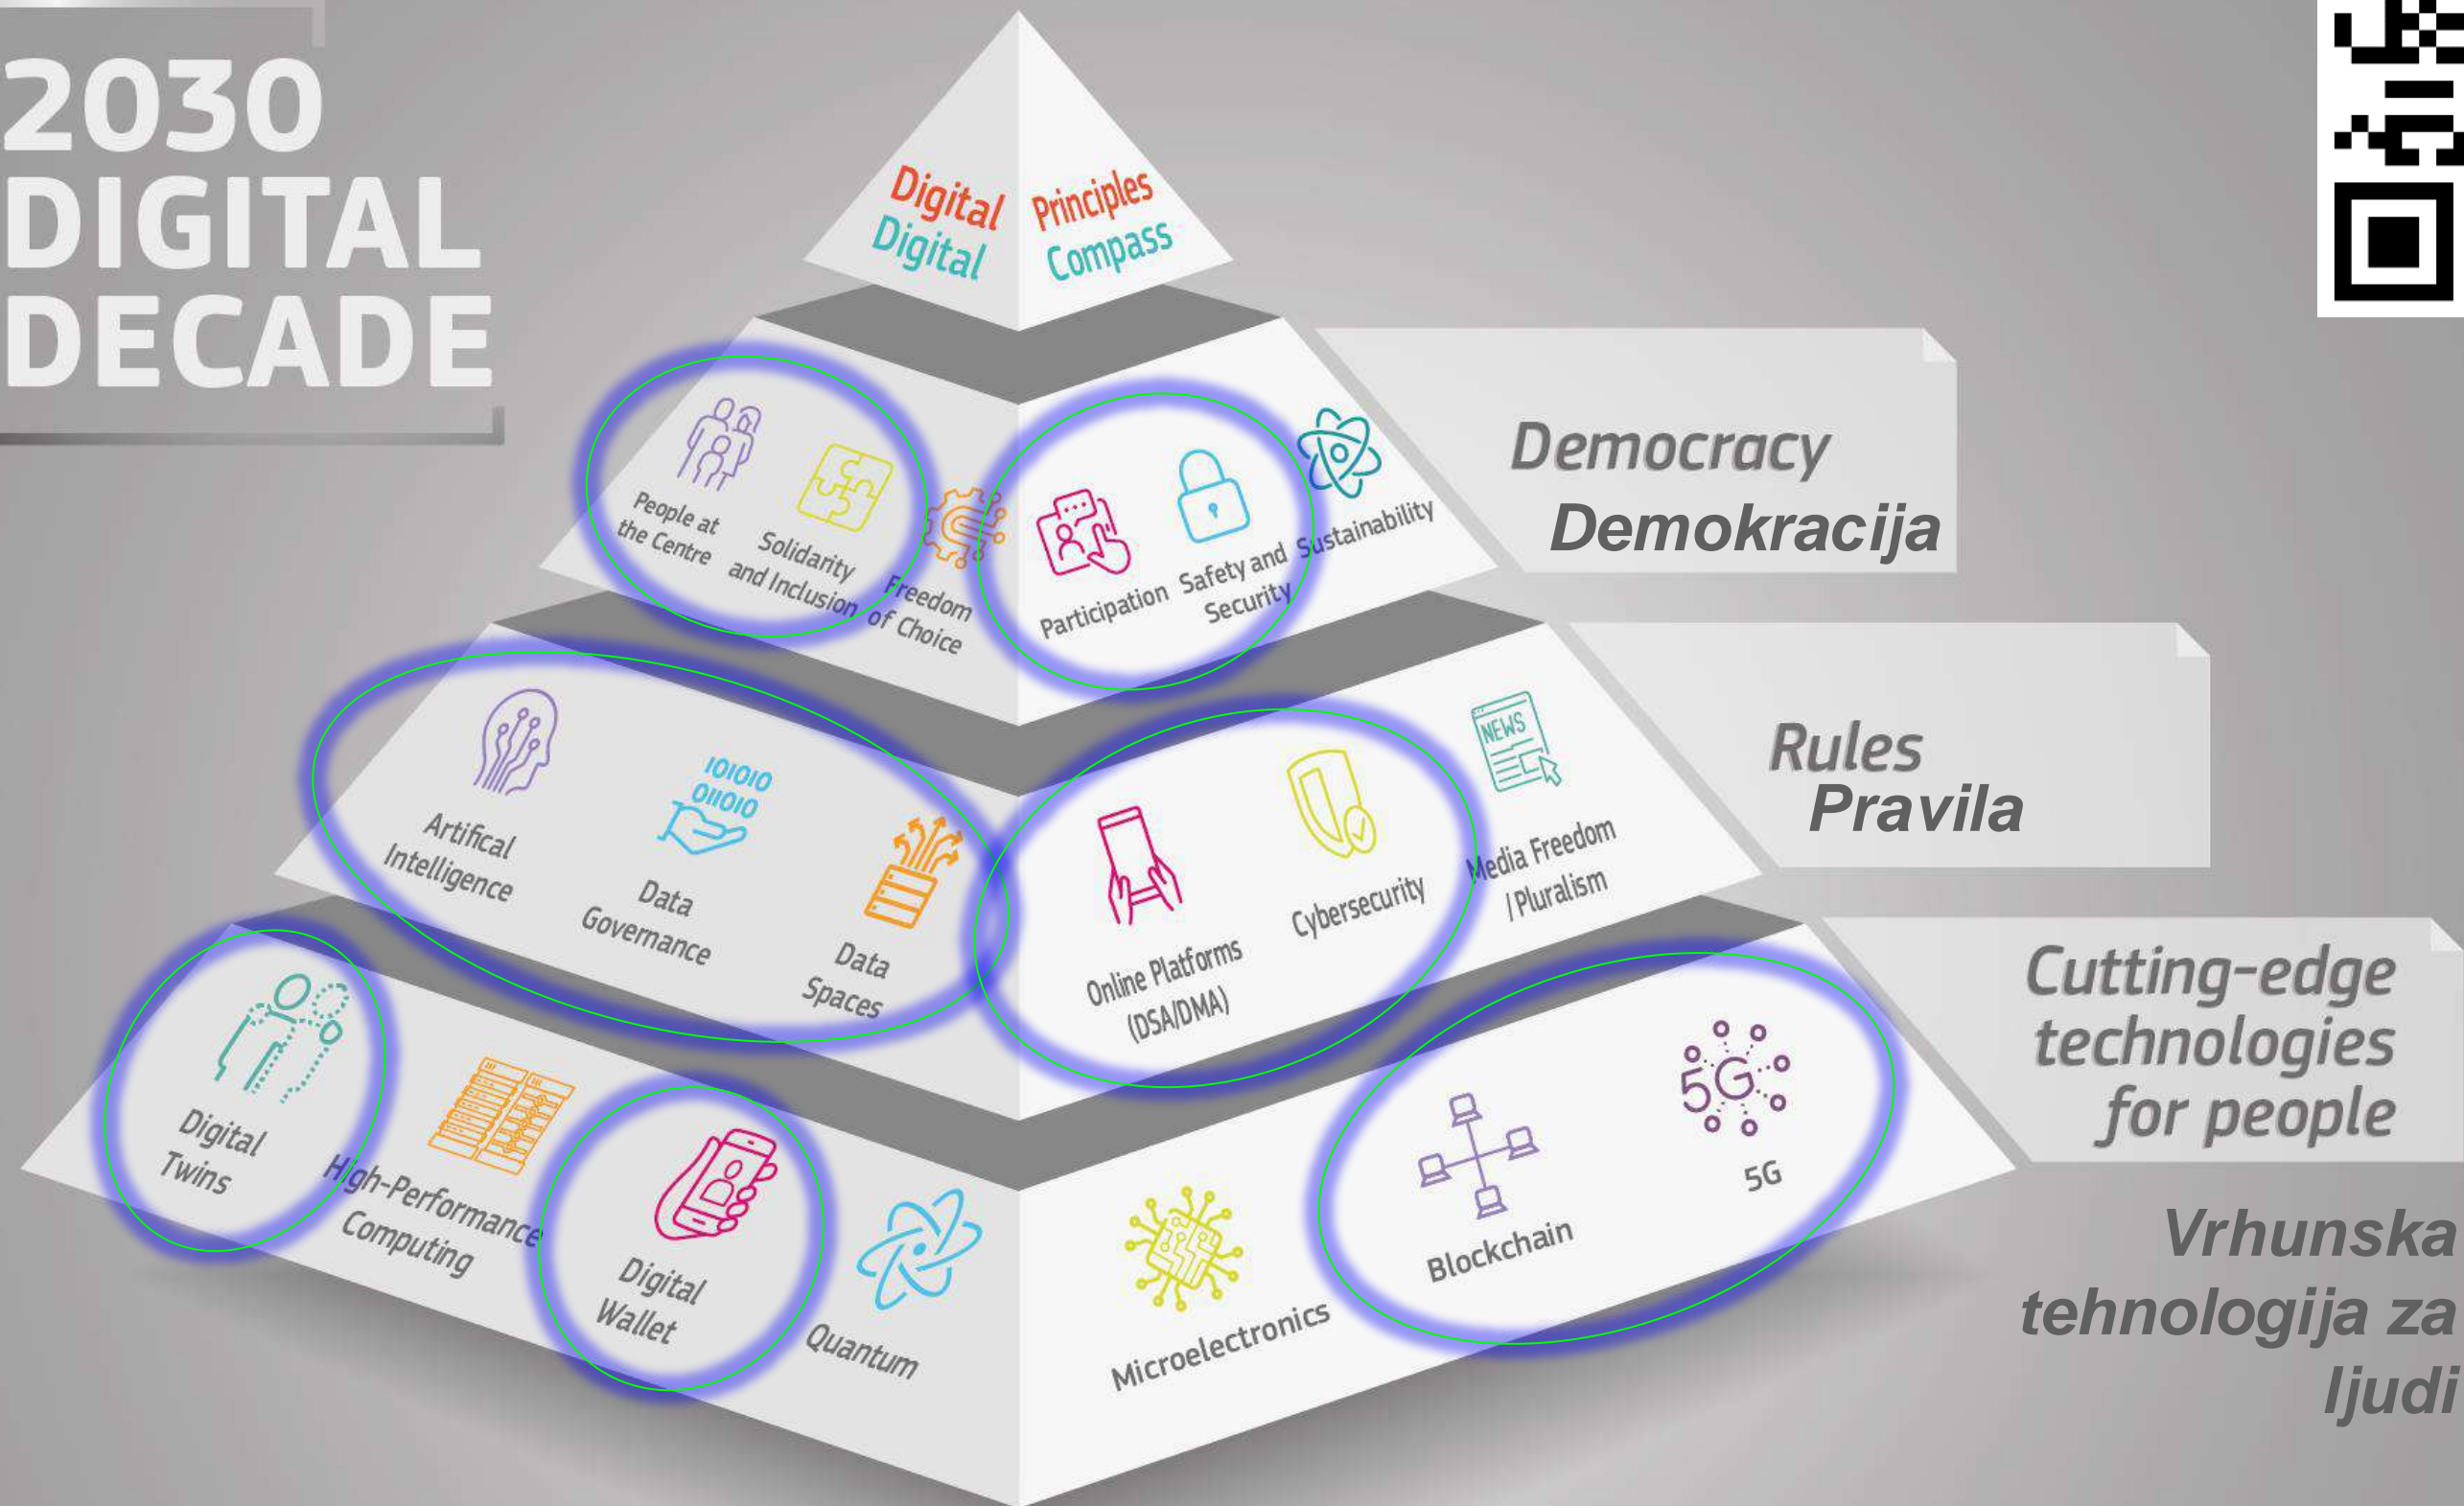 2030
DIGITAL
DECADE
Digital Principles
Digital Compass
People at
the Centre
Solidarity
and Inclusion
Freedom
of Choice
Participation
Safety and
Security
Sustainability
Democracy
Demokracija
Artifical
Intelligence
101010
011010
Data
Governance
Data
Spaces
Online Platforms
(DSA/DMA)
Cybersecurity
NEWS
Media Freedom
/ Pluralism
Rules
Pravila
Digital
Twins
High-Performance
Computing
Digital
Wallet
Quantum
Microelectronics
Blockchain
5G
5G
Cutting-edge
technologies
for people
Vrhunska
tehnologija za
ljudi